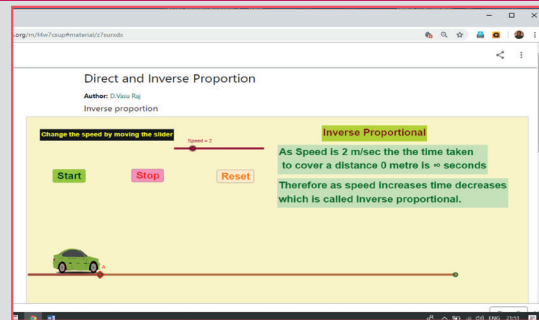 .org/m/Mw7csup#material/z7surxds
Direct and Inverse Proportion
Author: D.Vasu Raj
Inverse proportion
Change the speed by moving the slider
Speed = 2
Inverse Proportional
As Speed is 2 m/sec the the time taken
to cover a distance 0 metre is ∞ seconds
Start
Stop
Reset
Therefore as speed increases time decreases
which is called Inverse proportional.
A
ENG